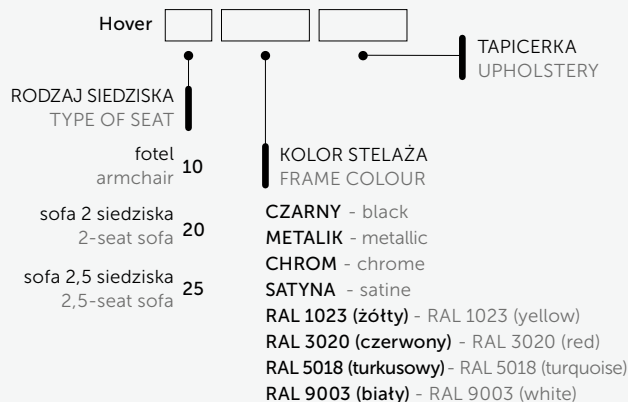 Hover
TAPICERKA
UPHOLSTERY
RODZAJ SIEDZISKA
TYPE OF SEAT
fotel
armchair
10
sofa 2 siedziska
2-seat sofa
20
sofa 2,5 siedziska
2,5-seat sofa
25
KOLOR STELAŻA
FRAME COLOUR
CZARNY - black
METALIK - metallic
CHROM - chrome
SATYNA - satine
RAL 1023 (żółty) - RAL 1023 (yellow)
RAL 3020 (czerwony) - RAL 3020 (red)
RAL 5018 (turkusowy) - RAL 5018 (turquoise)
RAL 9003 (biały) - RAL 9003 (white)